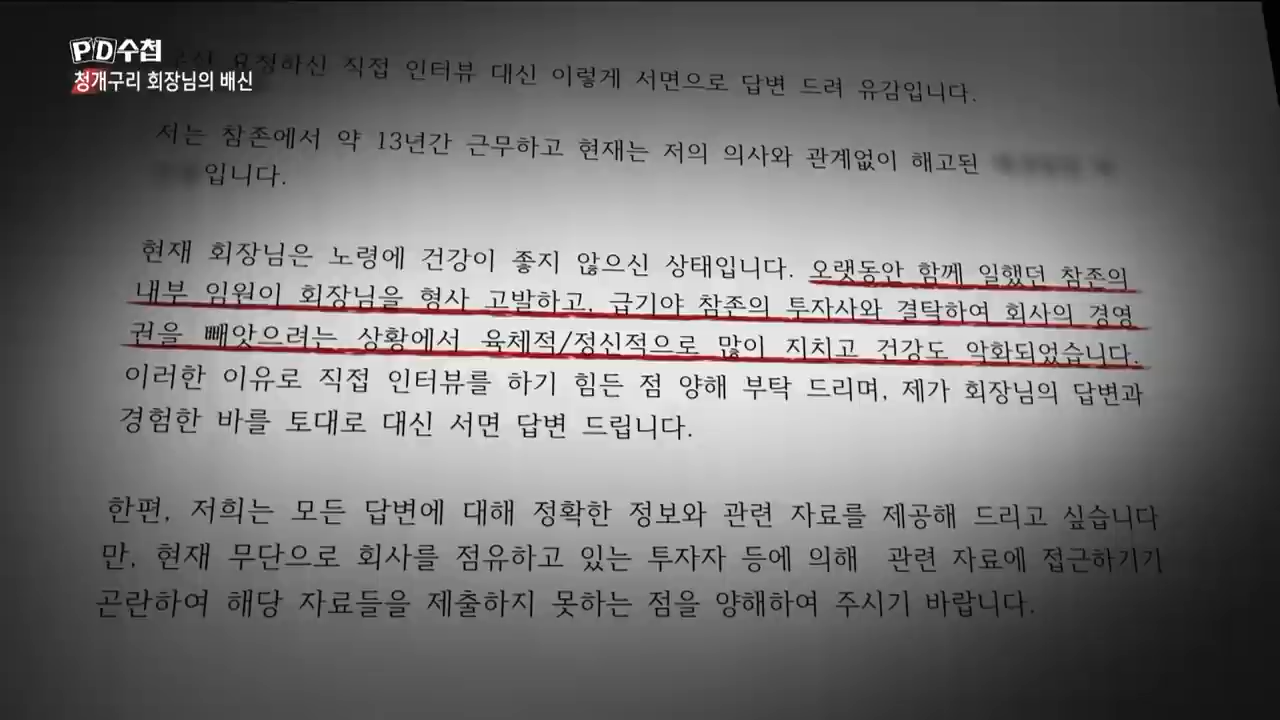 PD수첩
청개구리 회장님의 배신
요청하신 직접 인터뷰 대신 이렇게 서면으로 답변 드려 유감입니다.
저는 참존에서 약 13년간 근무하고 현재는 저의 의사와 관계없이 해고된
입니다.
현재 회장님은 노령에 건강이 좋지 않으신 상태입니다. 오랫동안 함께 일했던 참존의
내부 임원이 회장님을 형사 고발하고, 급기야 참존의 투자사와 결탁하여 회사의 경영
권을 빼앗으려는 상황에서 육체적/정신적으로 많이 지치고 건강도 악화되었습니다.
이러한 이유로 직접 인터뷰를 하기 힘든 점 양해 부탁 드리며, 제가 회장님의 답변과
경험한 바를 토대로 대신 서면 답변 드립니다.
한편, 저희는 모든 답변에 대해 정확한 정보와 관련 자료를 제공해 드리고 싶습니다
만, 현재 무단으로 회사를 점유하고 있는 투자자 등에 의해 관련 자료에 접근하기기
곤란하여 해당 자료들을 제출하지 못하는 점을 양해하여 주시기 바랍니다.